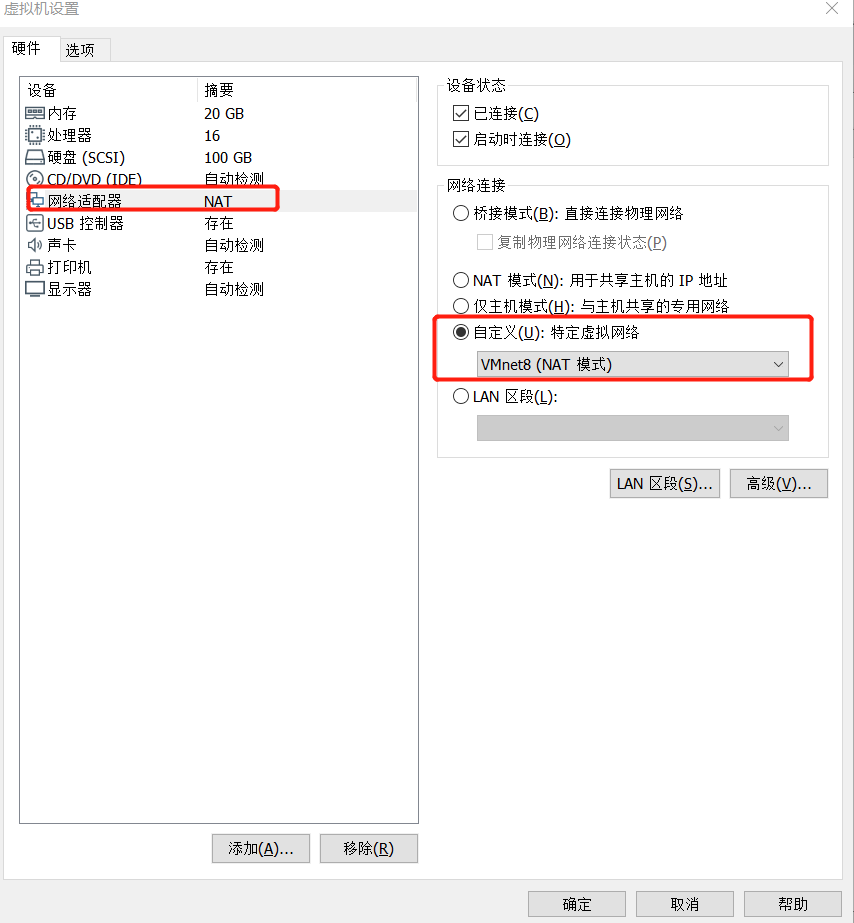 虚拟机设置
硬件 选项
设备 摘要
内存 20 GB
处理器 16
硬盘 (SCSI) 100 GB
CD/DVD (IDE) 自动检测
网络适配器 NAT
USB 控制器 存在
声卡 自动检测
打印机 存在
显示器 自动检测
添加(A)... 移除(R)
设备状态
已连接(C)
启动时连接(O)
网络连接
桥接模式(B): 直接连接物理网络
复制物理网络连接状态(P)
NAT 模式(N): 用于共享主机的 IP 地址
仅主机模式(H): 与主机共享的专用网络
自定义(U): 特定虚拟网络
VMnet8 (NAT 模式)
LAN 区段(L):
LAN 区段(S)... 高级(V)...
确定 取消 帮助